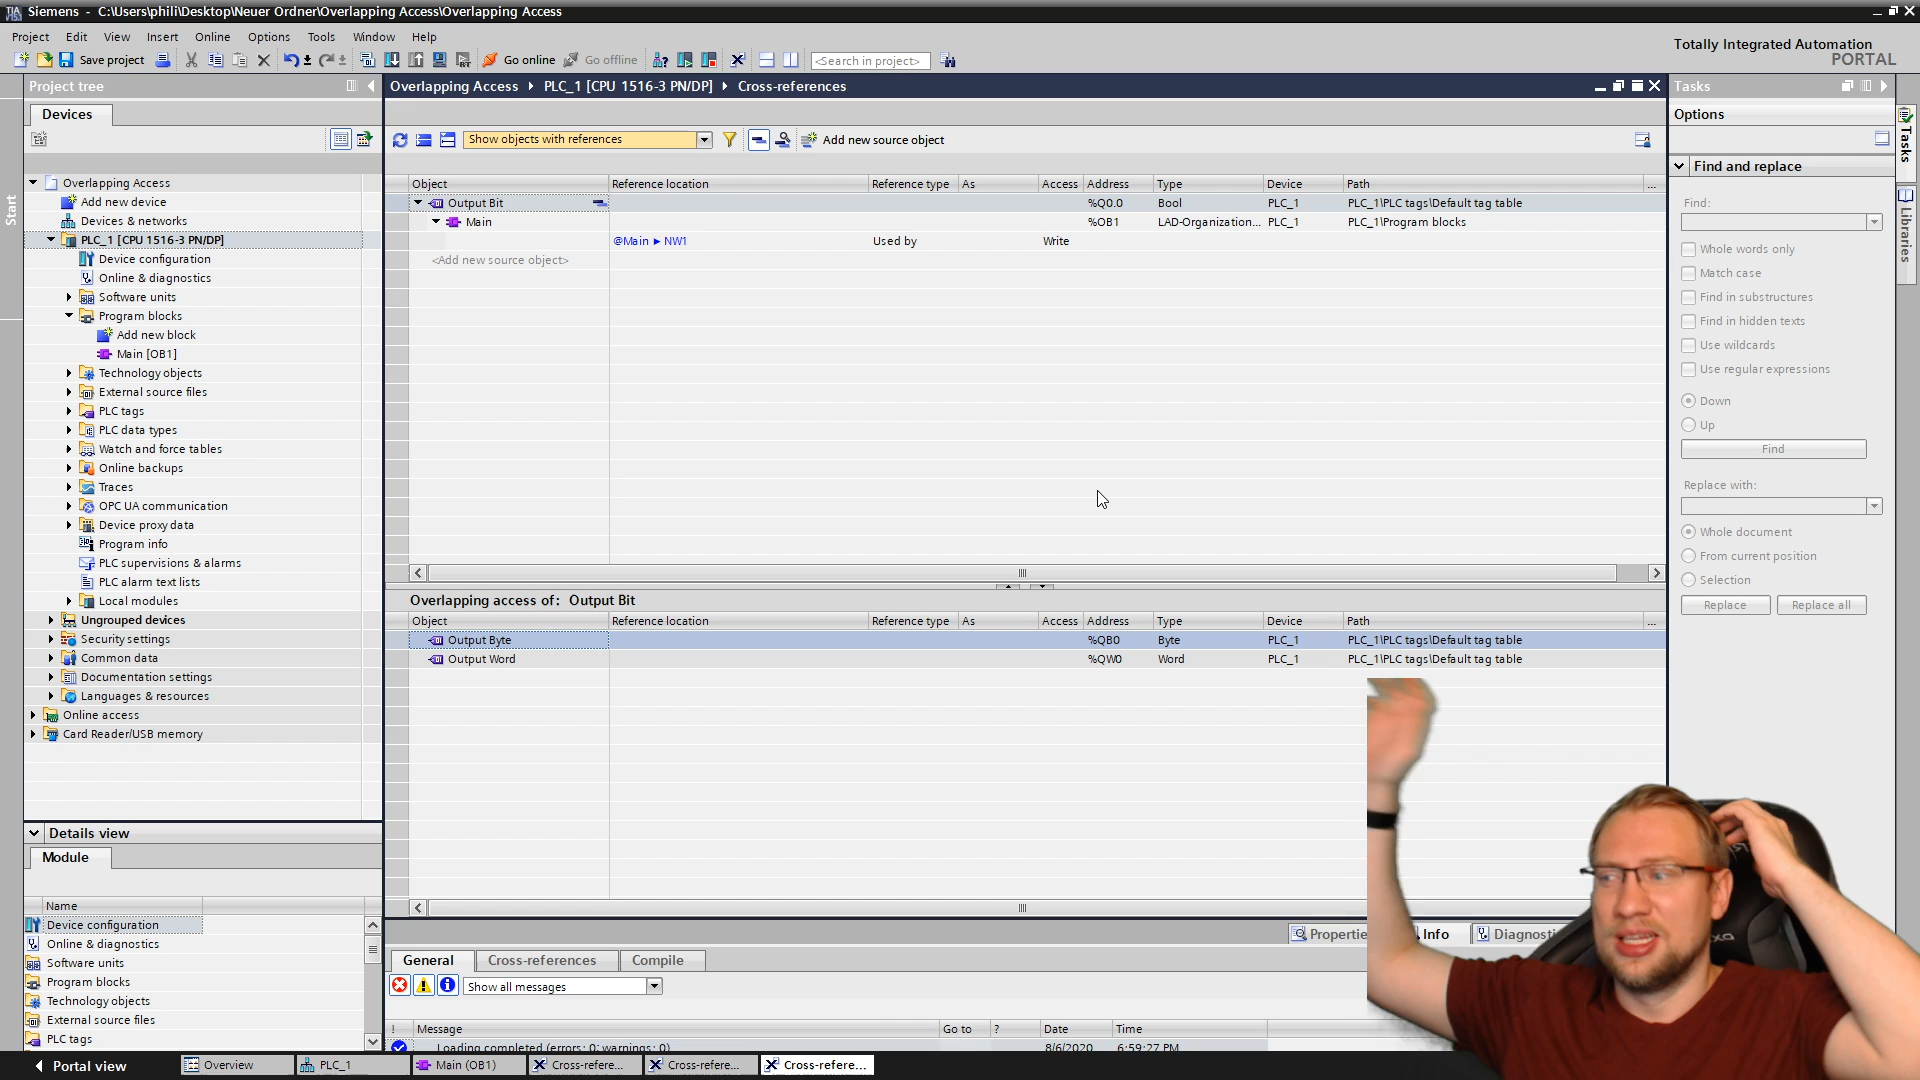 Siemens - C:\Users\phili\Desktop\Neuer Ordner\Overlapping Access\Overlapping Access
Project Edit View Insert Online Options Tools Window Help
Totally Integrated Automation
PORTAL
Save project
Go online
Go offline
<Search in project>
Project tree
Devices
Start
Overlapping Access
Add new device
Devices & networks
PLC_1 [CPU 1516-3 PN/DP]
Device configuration
Online & diagnostics
Software units
Program blocks
Add new block
Main [OB1]
Technology objects
External source files
PLC tags
PLC data types
Watch and force tables
Online backups
Traces
OPC UA communication
Device proxy data
Program info
PLC supervisions & alarms
PLC alarm text lists
Local modules
Ungrouped devices
Security settings
Common data
Documentation settings
Languages & resources
Online access
Card Reader/USB memory
Details view
Module
Name
Device configuration
Online & diagnostics
Software units
Program blocks
Technology objects
External source files
PLC tags
Overlapping Access PLC_1 [CPU 1516-3 PN/DP] Cross-references
Show objects with references
Add new source object
Object Reference location Reference type As Access Address Type Device Path ...
Output Bit %Q0.0 Bool PLC_1 PLC_1\PLC tags\Default tag table
Main %OB1 LAD-Organization... PLC_1 PLC_1\Program blocks
@Main ▶ NW1 Used by Write
<Add new source object>
Overlapping access of: Output Bit
Object Reference location Reference type As Access Address Type Device Path ...
Output Byte %QB0 Byte PLC_1 PLC_1\PLC tags\Default tag table
Output Word %QW0 Word PLC_1 PLC_1\PLC tags\Default tag table
Info
General Cross-references Compile
Show all messages
! Message Go to ? Date Time
Loading completed (errors: 0; warnings: 0) 8/6/2020 6:59:27 PM
Tasks
Options
Find and replace
Find:
Whole words only
Match case
Find in substructures
Find in hidden texts
Use wildcards
Use regular expressions
Down
Up
Find
Replace with:
Whole document
From current position
Selection
Replace Replace all
Tasks
Libraries
Portal view
Overview
PLC_1
Main (OB1)
Cross-refere...
Cross-refere...
Cross-refere...